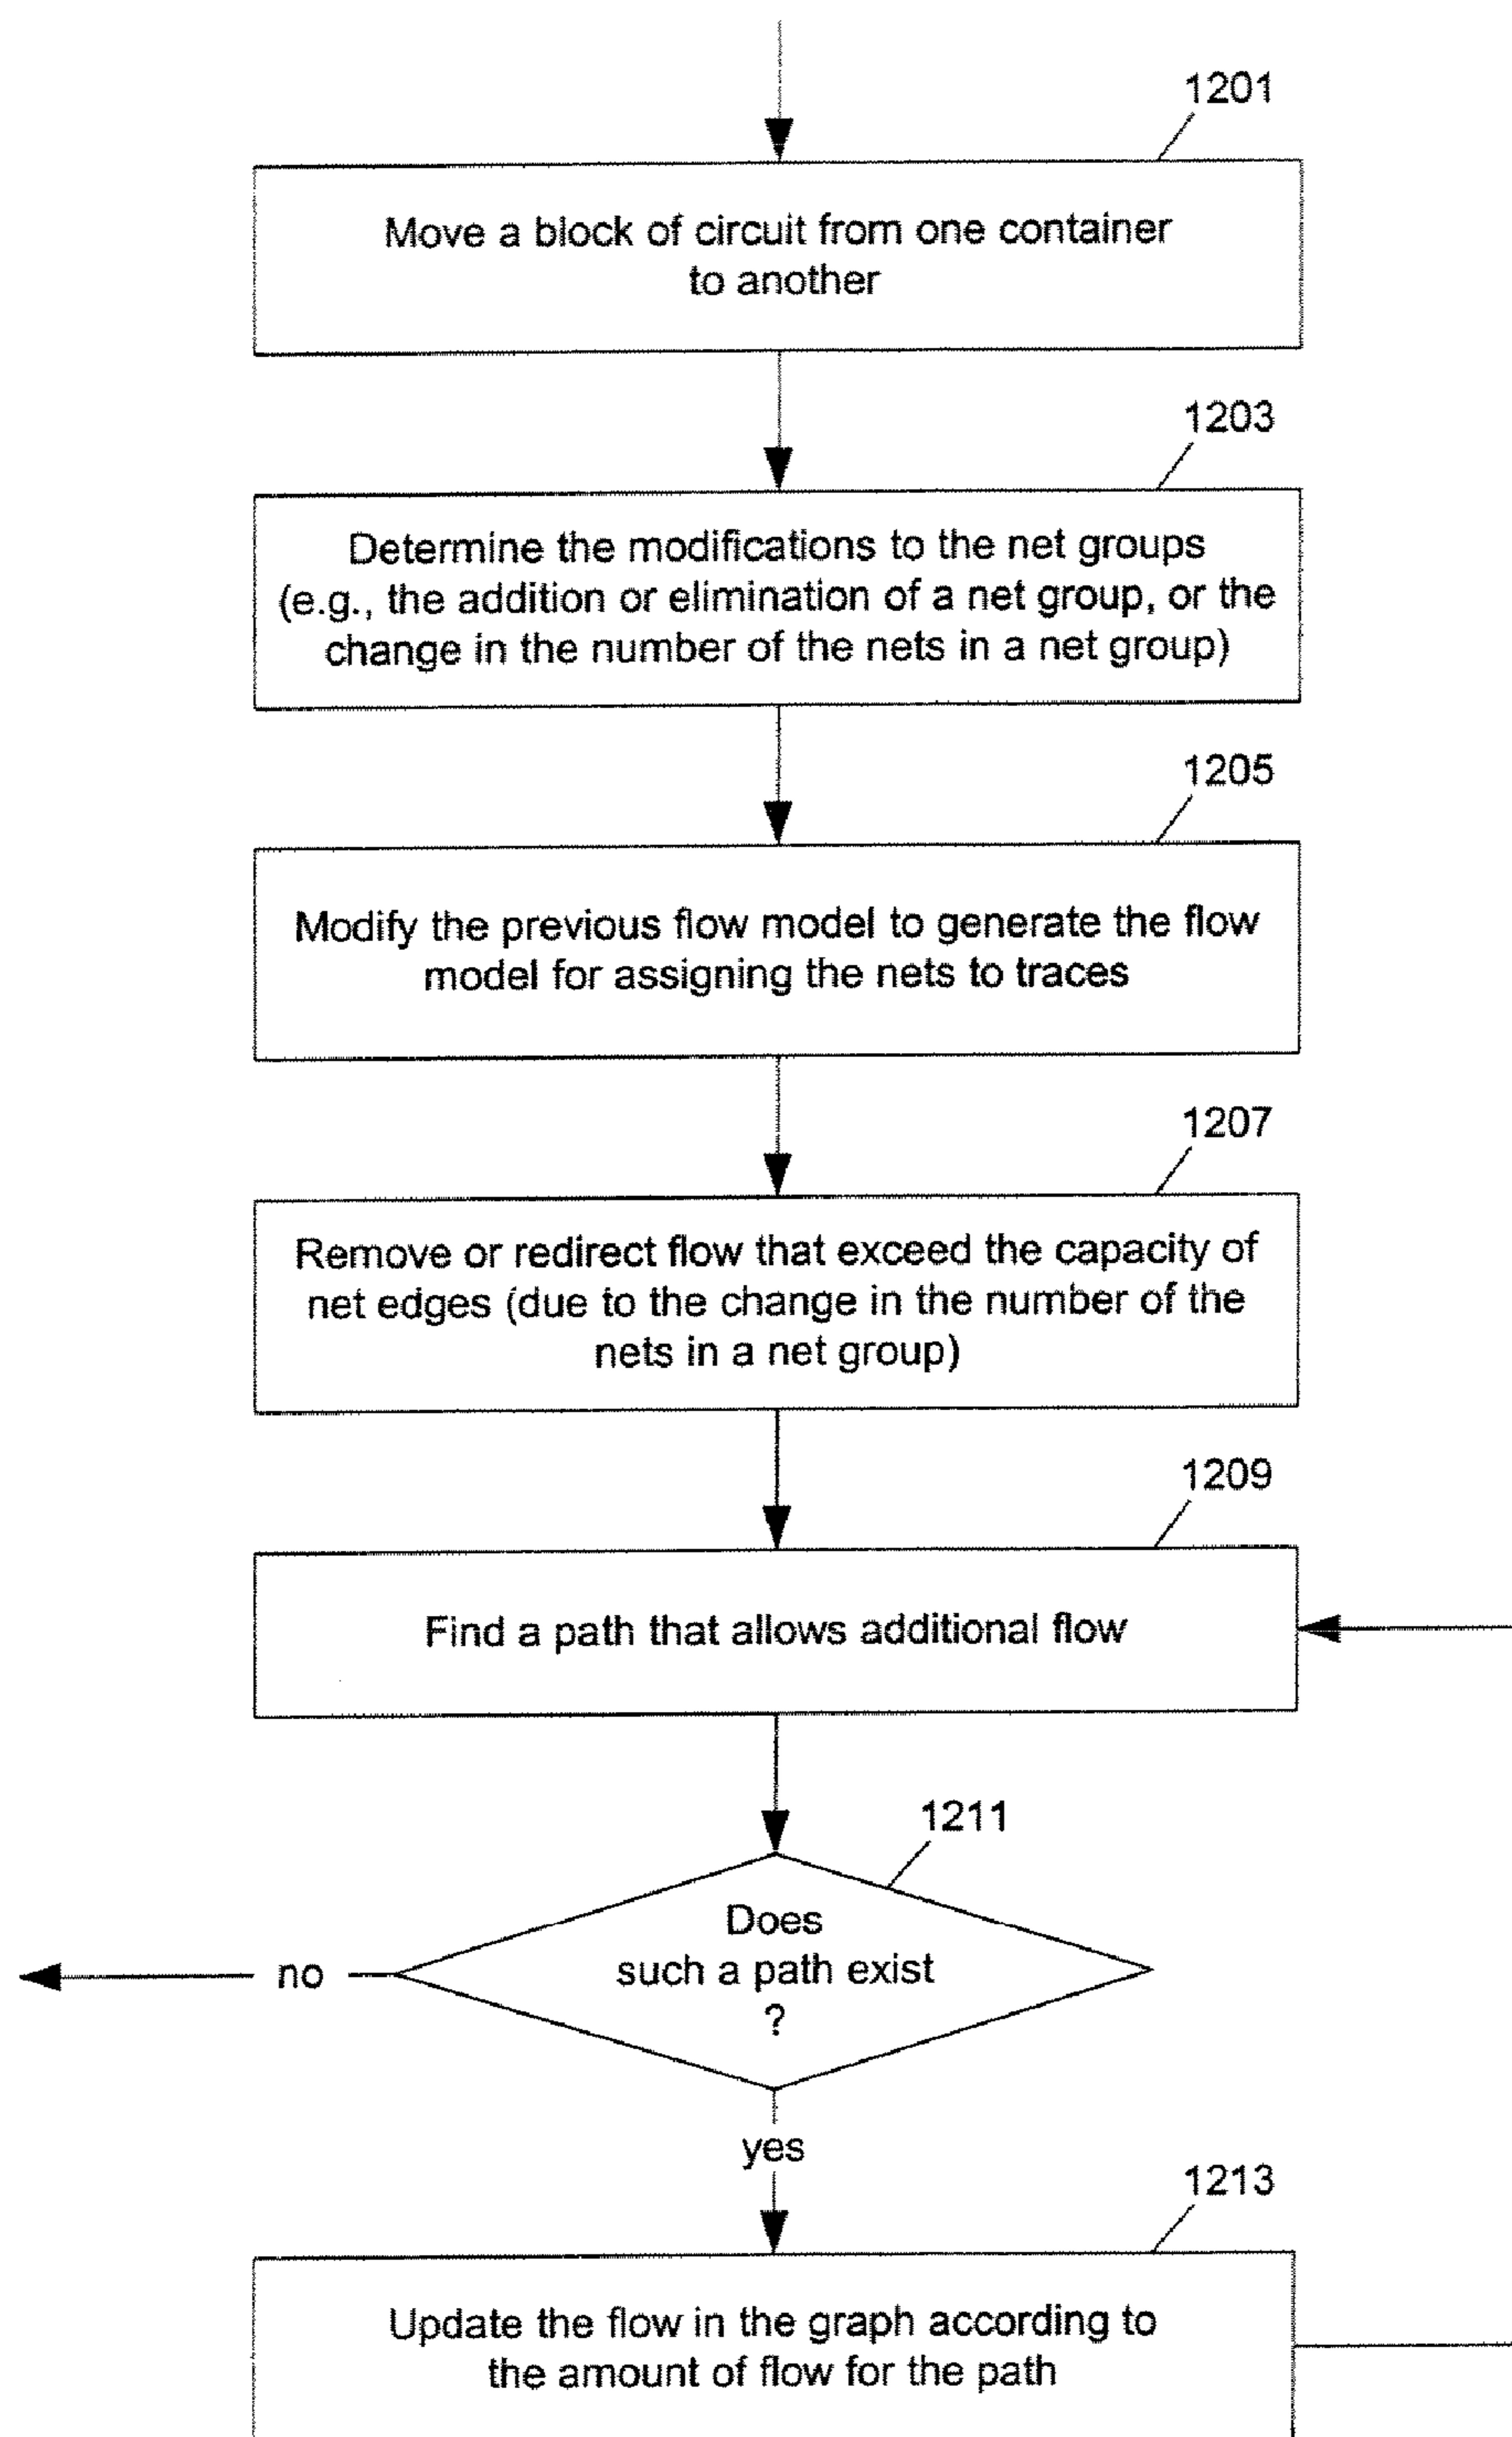 1201
Move a block of circuit from one container
to another
1203
Determine the modifications to the net groups
(e.g., the addition or elimination of a net group, or the
change in the number of the nets in a net group)
1205
Modify the previous flow model to generate the flow
model for assigning the nets to traces
1207
Remove or redirect flow that exceed the capacity of
net edges (due to the change in the number of the
nets in a net group)
1209
Find a path that allows additional flow
1211
Does
such a path exist
?
no
yes
1213
Update the flow in the graph according to
the amount of flow for the path